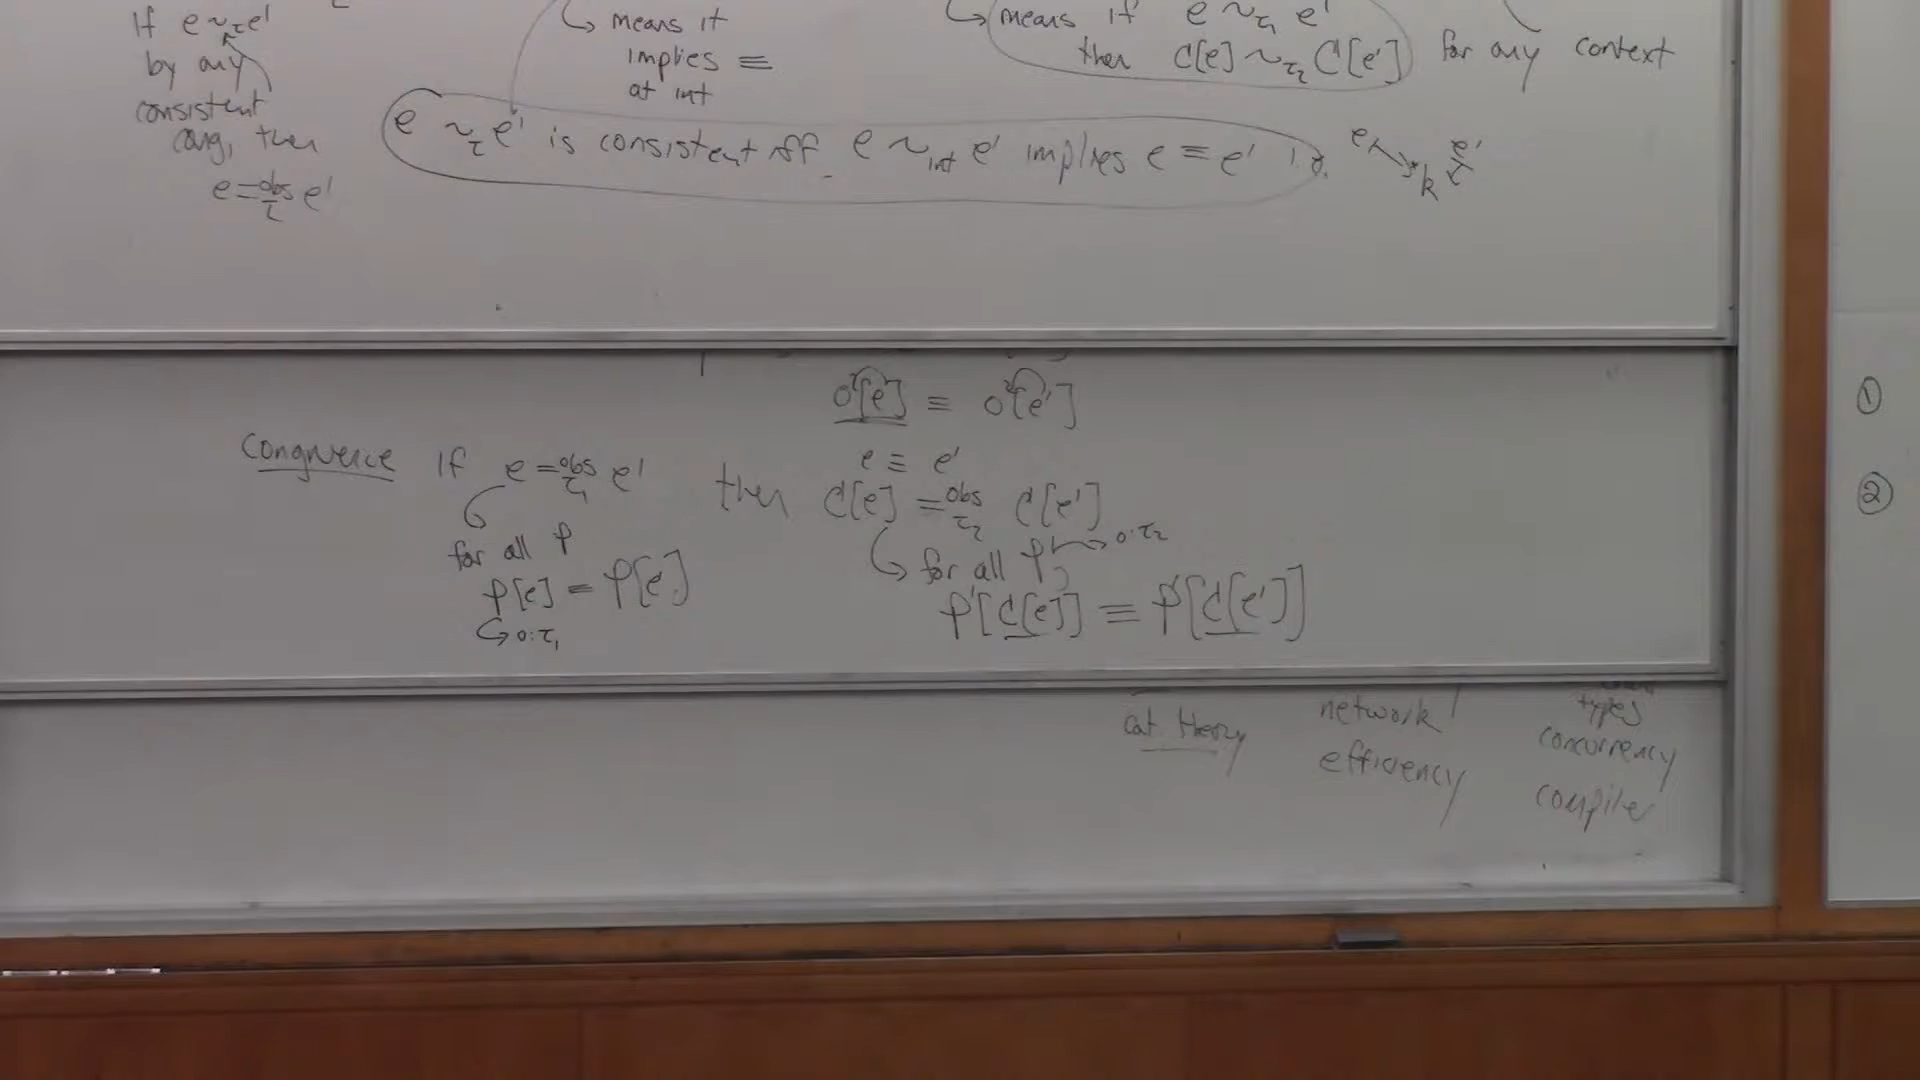 If e ~τ e'
by any
consistent
cong, then
e =obs τ e'
↳ means it
implies ≡
at int
↳ means if e ~τ₁ e'
then C[e] ~τ₂ C[e'] for any context
e ~τ e' is consistent iff e ~int e' implies e ≡ e' i.e.
e e'
k
O[e] ≡ O[e']
e ≡ e'
Congruence If e =obs τ₁ e' then C[e] =obs τ₂ C[e']
for all P
P[e] = P[e']
↳ o:τ₁
↳ for all P' ↦ o:τ₂
P'[C[e]] ≡ P'[C[e']]
cat theory
network
efficiency
types
concurrency
compile
①
②